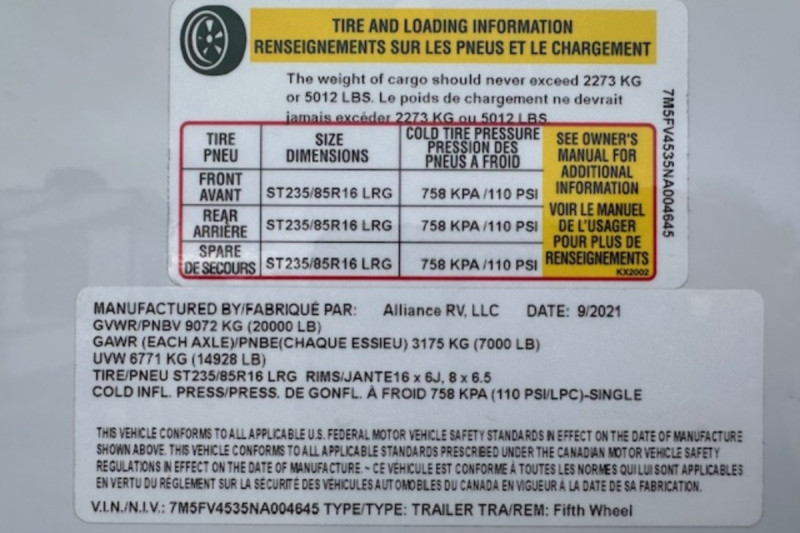 TIRE AND LOADING INFORMATION
RENSEIGNEMENTS SUR LES PNEUS ET LE CHARGEMENT
The weight of cargo should never exceed 2273 KG
or 5012 LBS. Le poids de chargement ne devrait
jamais excéder 2273 KG ou 5012 LBS.
TIRE PNEU SIZE DIMENSIONS COLD TIRE PRESSURE PRESSION DES PNEUS A FROID
FRONT AVANT ST235/85R16 LRG 758 KPA /110 PSI
REAR ARRIÈRE ST235/85R16 LRG 758 KPA /110 PSI
SPARE DE SECOURS ST235/85R16 LRG 758 KPA /110 PSI
SEE OWNER'S
MANUAL FOR
ADDITIONAL
INFORMATION
VOIR LE MANUEL
DE L'USAGER
POUR PLUS DE
RENSEIGNEMENTS
KX2002
7M5FV4535NA004645
MANUFACTURED BY/FABRIQUÉ PAR: Alliance RV, LLC DATE: 9/2021
GVWR/PNBV 9072 KG (20000 LB)
GAWR (EACH AXLE)/PNBE(CHAQUE ESSIEU) 3175 KG (7000 LB)
UVW 6771 KG (14928 LB)
TIRE/PNEU ST235/85R16 LRG RIMS/JANTE16 x 6J, 8 x 6.5
COLD INFL. PRESS/PRESS. DE GONFL. À FROID 758 KPA (110 PSI/LPC)-SINGLE
THIS VEHICLE CONFORMS TO ALL APPLICABLE U.S. FEDERAL MOTOR VEHICLE SAFETY STANDARDS IN EFFECT ON THE DATE OF MANUFACTURE
SHOWN ABOVE. THIS VEHICLE CONFORMS TO ALL APPLICABLE STANDARDS PRESCRIBED UNDER THE CANADIAN MOTOR VEHICLE SAFETY
REGULATIONS IN EFFECT ON THE DATE OF MANUFACTURE. ~ CE VÉHICULE EST CONFORME À TOUTES LES NORMES QUI LUI SONT APPLICABLES
EN VERTU DU RÈGLEMENT SUR LA SÉCURITÉ DES VÉHICULES AUTOMOBILES DU CANADA EN VIGUEUR À LA DATE DE SA FABRICATION.
V.I.N./N.I.V.: 7M5FV4535NA004645 TYPE/TYPE: TRAILER TRA/REM: Fifth Wheel